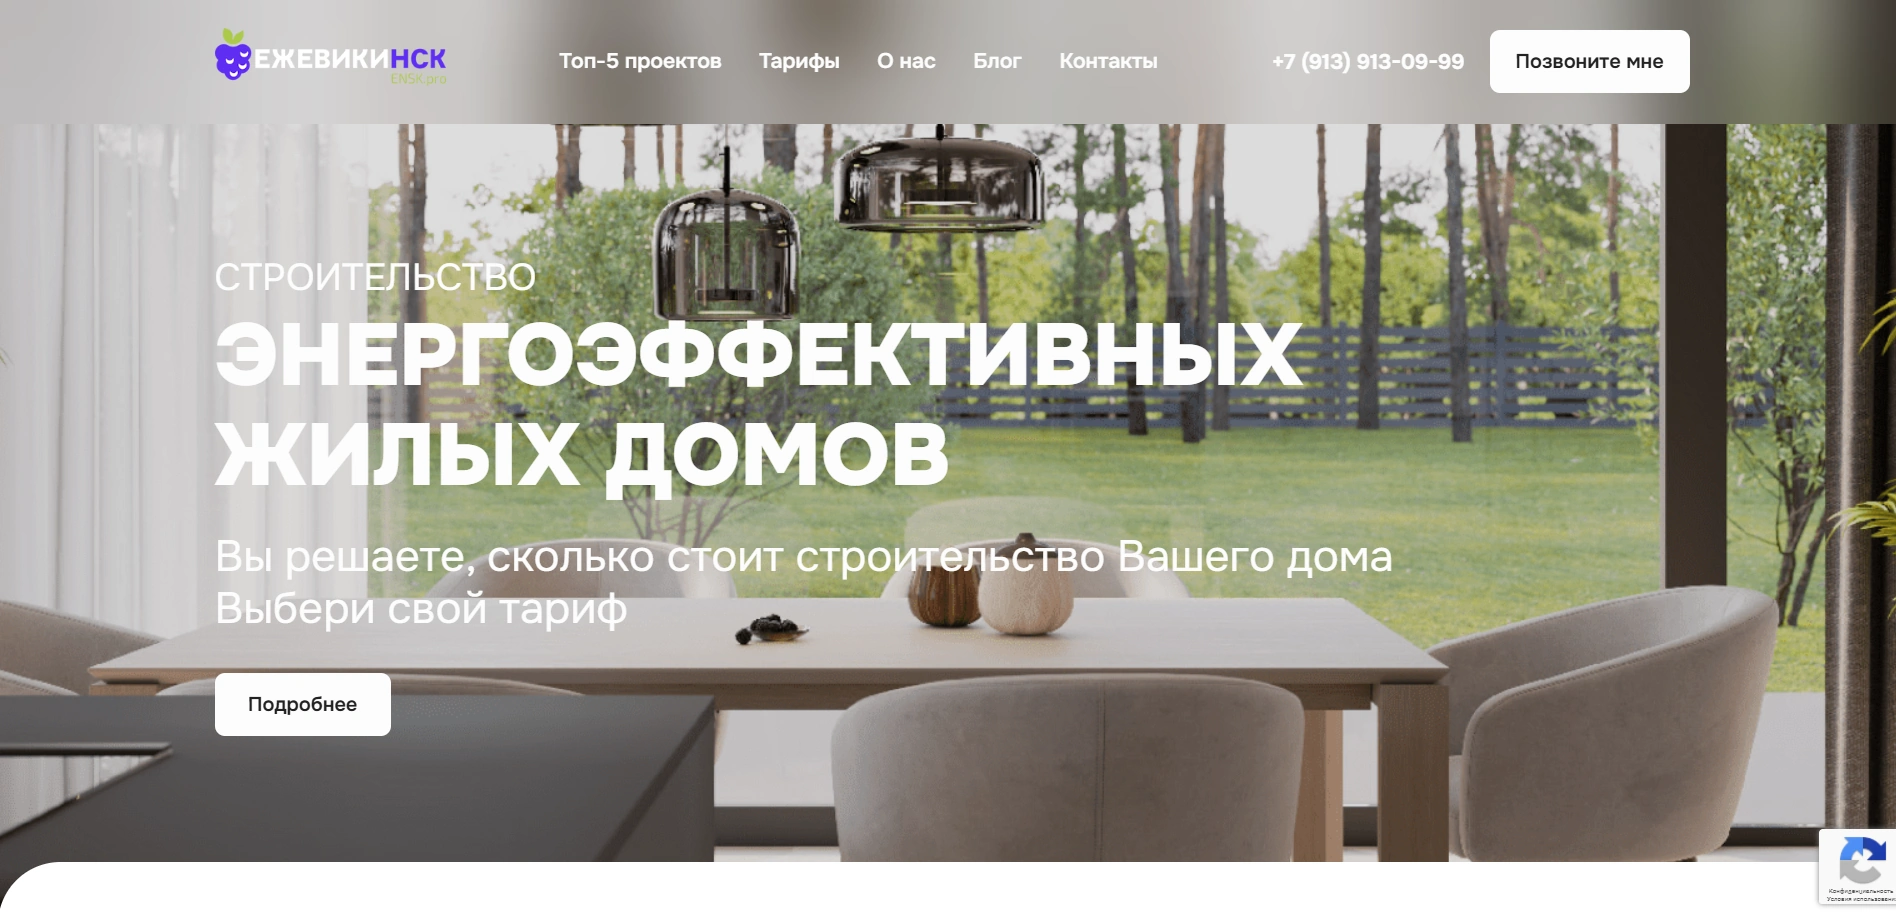 ЕЖЕВИКИНСК
ENSK.pro
Топ-5 проектов
Тарифы
О нас
Блог
Контакты
+7 (913) 913-09-99
Позвоните мне
СТРОИТЕЛЬСТВО
ЭНЕРГОЭФФЕКТИВНЫХ
ЖИЛЫХ ДОМОВ
Вы решаете, сколько стоит строительство Вашего дома
Выбери свой тариф
Подробнее
Конфиденциальность
Условия использовани